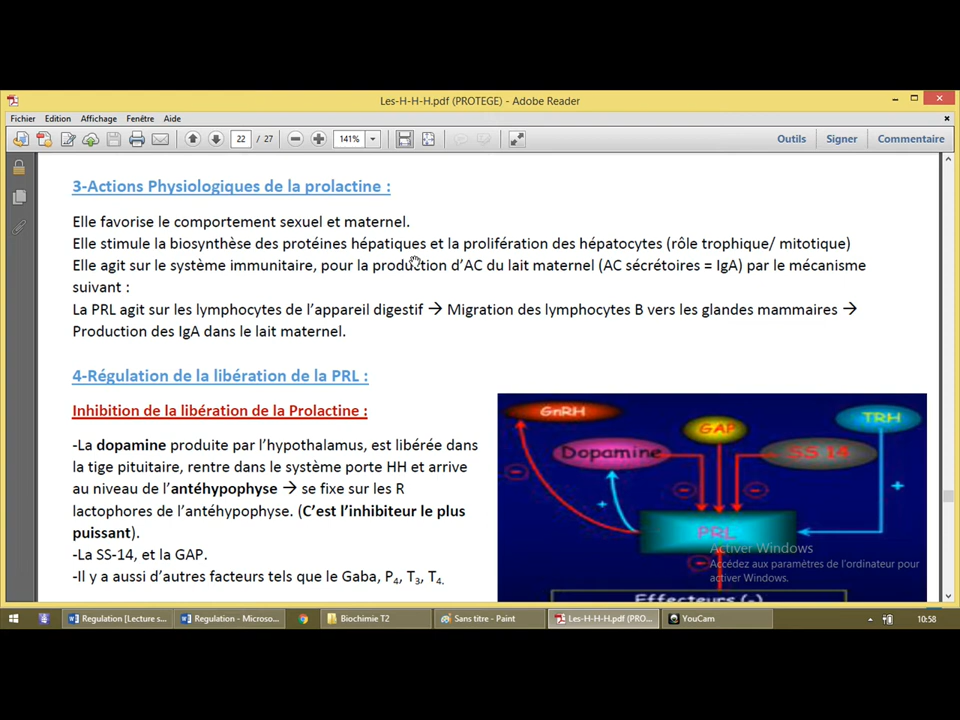 Les-H-H-H.pdf (PROTEGE) - Adobe Reader
Fichier Edition Affichage Fenêtre Aide
22 / 27 141% Outils Signer Commentaire
3-Actions Physiologiques de la prolactine :
Elle favorise le comportement sexuel et maternel.
Elle stimule la biosynthèse des protéines hépatiques et la prolifération des hépatocytes (rôle trophique/ mitotique)
Elle agit sur le système immunitaire, pour la production d'AC du lait maternel (AC sécrétoires = IgA) par le mécanisme
suivant :
La PRL agit sur les lymphocytes de l'appareil digestif → Migration des lymphocytes B vers les glandes mammaires →
Production des IgA dans le lait maternel.
4-Régulation de la libération de la PRL :
Inhibition de la libération de la Prolactine :
-La dopamine produite par l'hypothalamus, est libérée dans
la tige pituitaire, rentre dans le système porte HH et arrive
au niveau de l'antéhypophyse → se fixe sur les R
lactophores de l'antéhypophyse. (C'est l'inhibiteur le plus
puissant).
-La SS-14, et la GAP.
-Il y a aussi d'autres facteurs tels que le Gaba, P4, T3, T4.
GnRH
GAP
TRH
Dopamine
SS 14
PRL
Effecteurs (-)
Activer Windows
Accédez aux paramètres de l'ordinateur pour
activer Windows.
Regulation [Lecture s... Regulation - Microso... Biochimie T2 Sans titre - Paint Les-H-H-H.pdf (PRO... YouCam 10:58